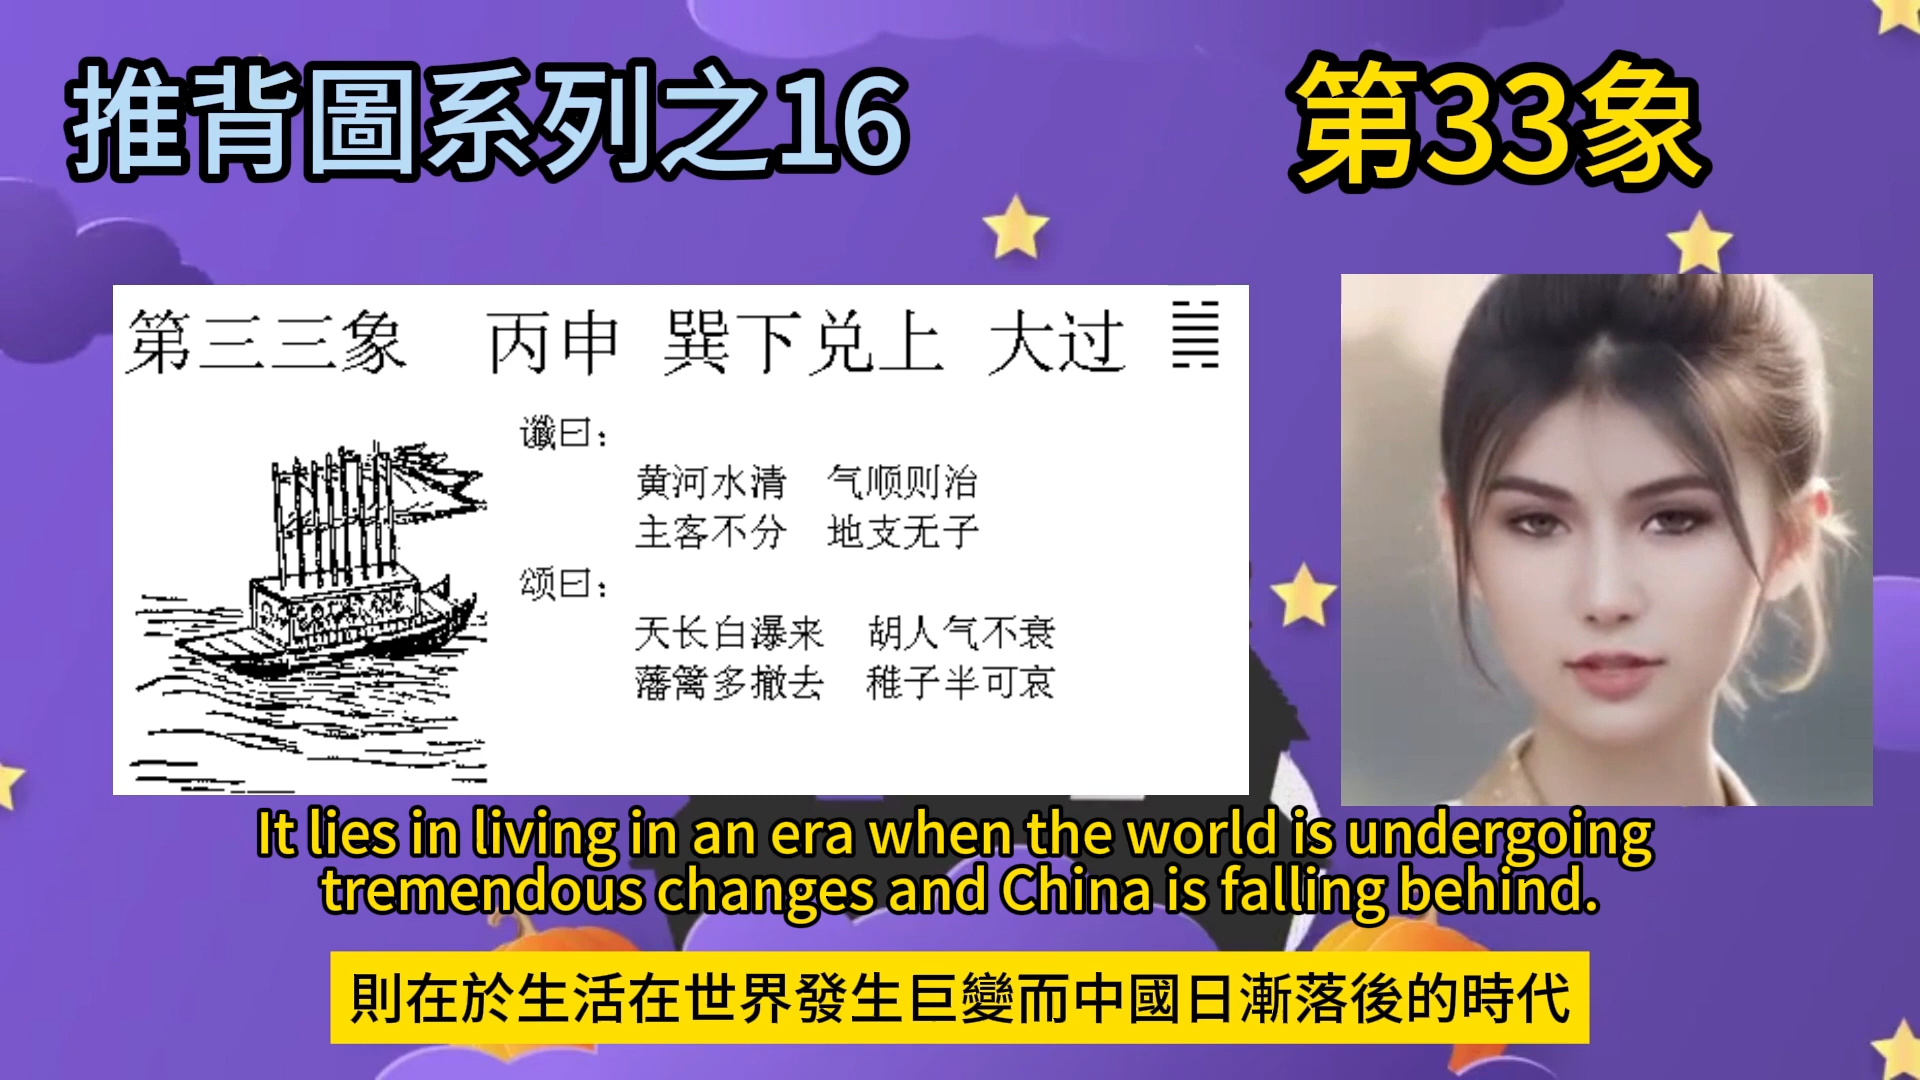 推背圖系列之16
第33象
第三三象 丙申 巽下兑上 大过
谶曰：
黄河水清 气顺则治
主客不分 地支无子
颂曰：
天长白瀑来 胡人气不衰
藩篱多撤去 稚子半可哀
It lies in living in an era when the world is undergoing
tremendous changes and China is falling behind.
則在於生活在世界發生巨變而中國日漸落後的時代